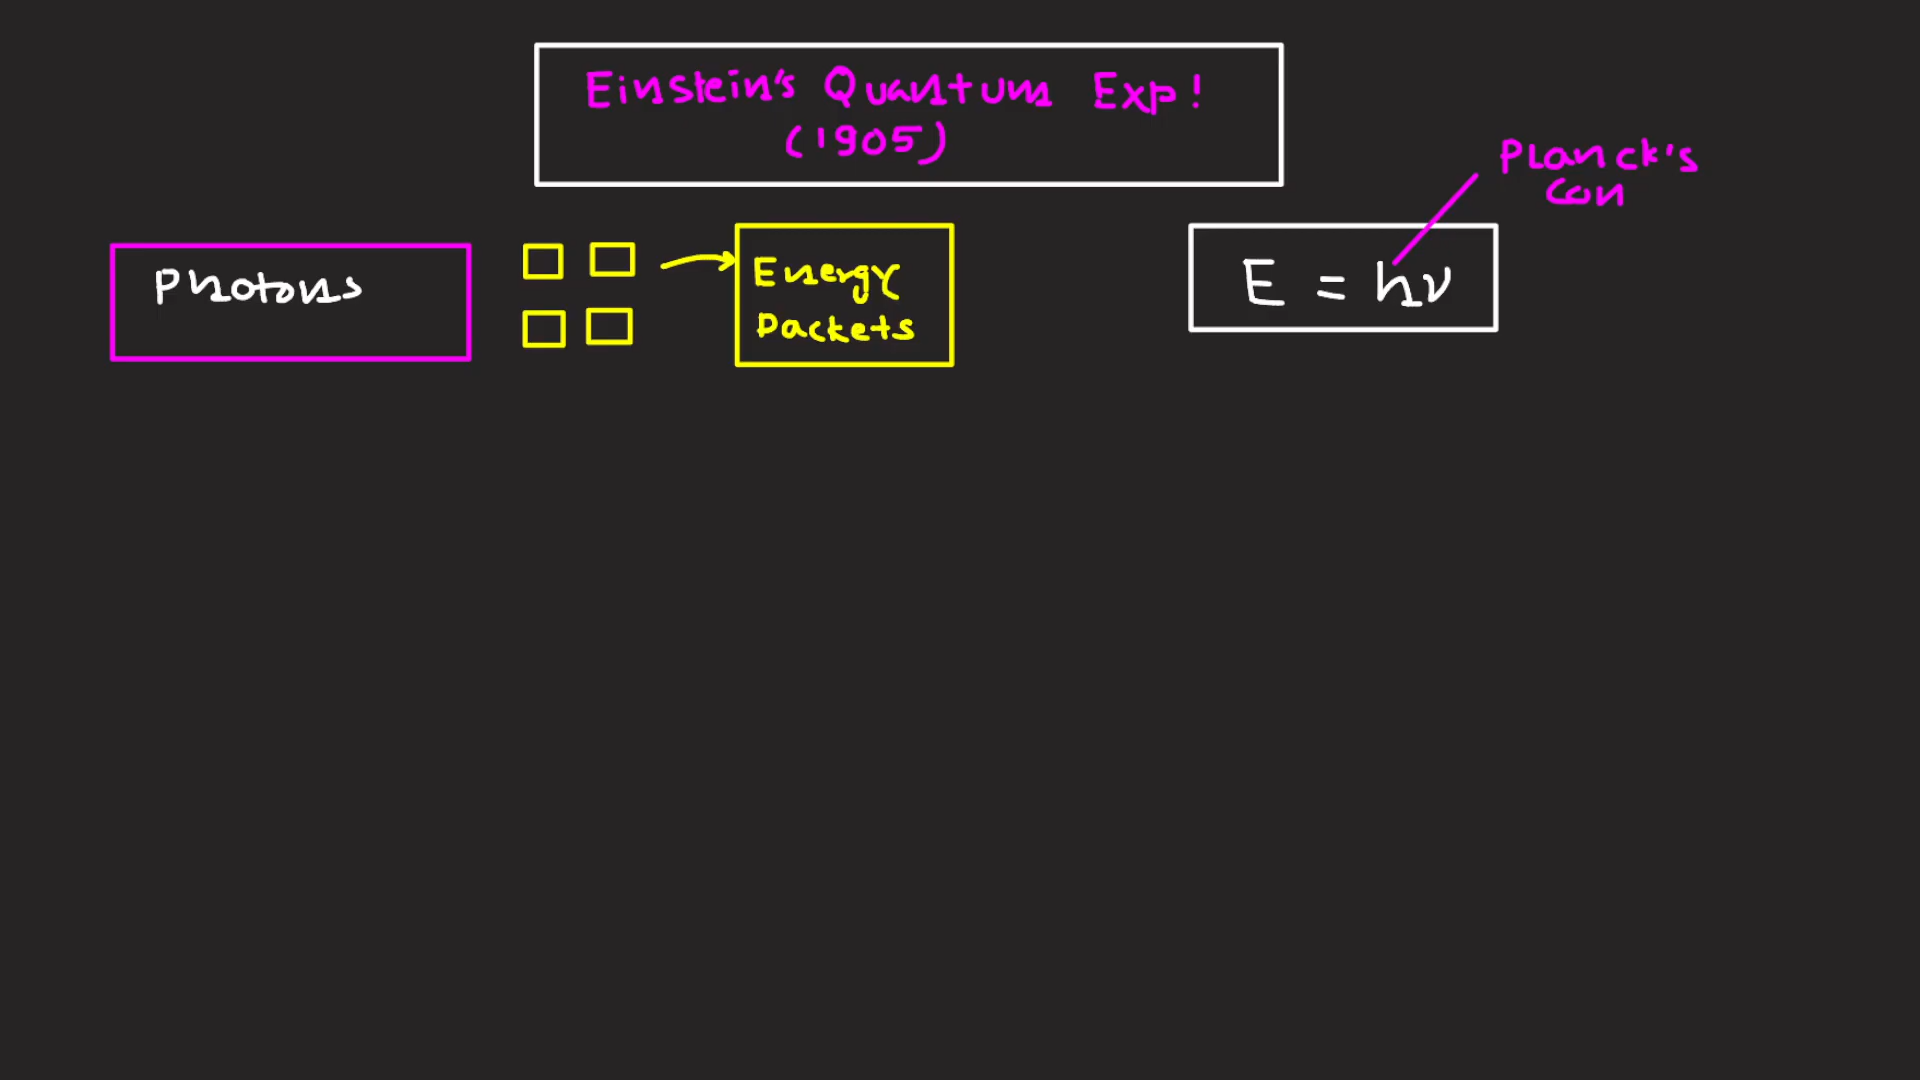 Einstein's Quantum Exp!
(1905)
Planck's
Con
Photons
Energy
Packets
E = hν